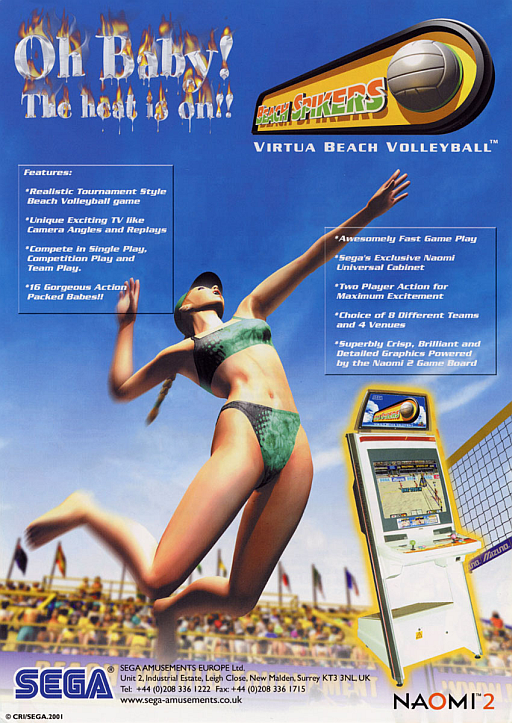 Oh Baby!
The heat is on!!
BEACH SPIKERS
VIRTUA BEACH VOLLEYBALL™
Features:
*Realistic Tournament Style
Beach Volleyball game
*Unique Exciting TV like
Camera Angles and Replays
*Compete in Single Play,
Competition Play and
Team Play.
*16 Gorgeous Action
Packed Babes!!
*Awesomely Fast Game Play
*Sega's Exclusive Naomi
Universal Cabinet
*Two Player Action for
Maximum Excitement
*Choice of 8 Different Teams
and 4 Venues
*Superbly Crisp, Brilliant and
Detailed Graphics Powered
by the Naomi 2 Game Board
Mizuno
SEGA®
SEGA AMUSEMENTS EUROPE Ltd.
Unit 2, Industrial Estate, Leigh Close, New Malden, Surrey KT3 3NL, UK
Tel: +44 (0)208 336 1222 Fax: +44 (0)208 336 1715
www.sega-amusements.co.uk
NAOMI™2
© CRI/SEGA.2001